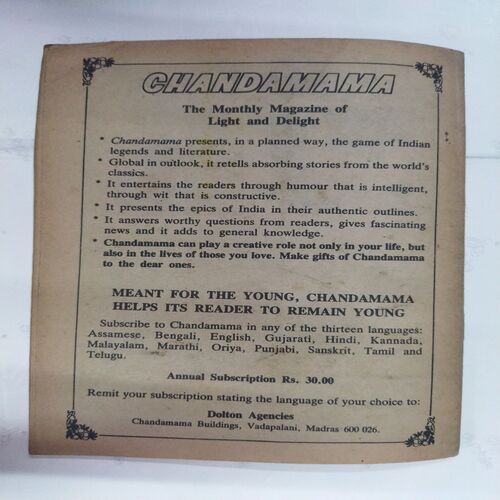 CHANDAMAMA
The Monthly Magazine of
Light and Delight
* Chandamama presents, in a planned way, the game of Indian
legends and literature.
* Global in outlook, it retells absorbing stories from the world's
classics.
* It entertains the readers through humour that is intelligent,
through wit that is constructive.
* It presents the epics of India in their authentic outlines.
* It answers worthy questions from readers, gives fascinating
news and it adds to general knowledge.
* Chandamama can play a creative role not only in your life, but
also in the lives of those you love. Make gifts of Chandamama
to the dear ones.
MEANT FOR THE YOUNG, CHANDAMAMA
HELPS ITS READER TO REMAIN YOUNG
Subscribe to Chandamama in any of the thirteen languages:
Assamese, Bengali, English, Gujarati, Hindi, Kannada,
Malayalam, Marathi, Oriya, Punjabi, Sanskrit, Tamil and
Telugu.
Annual Subscription Rs. 30.00
Remit your subscription stating the language of your choice to:
Dolton Agencies
Chandamama Buildings, Vadapalani, Madras 600 026.